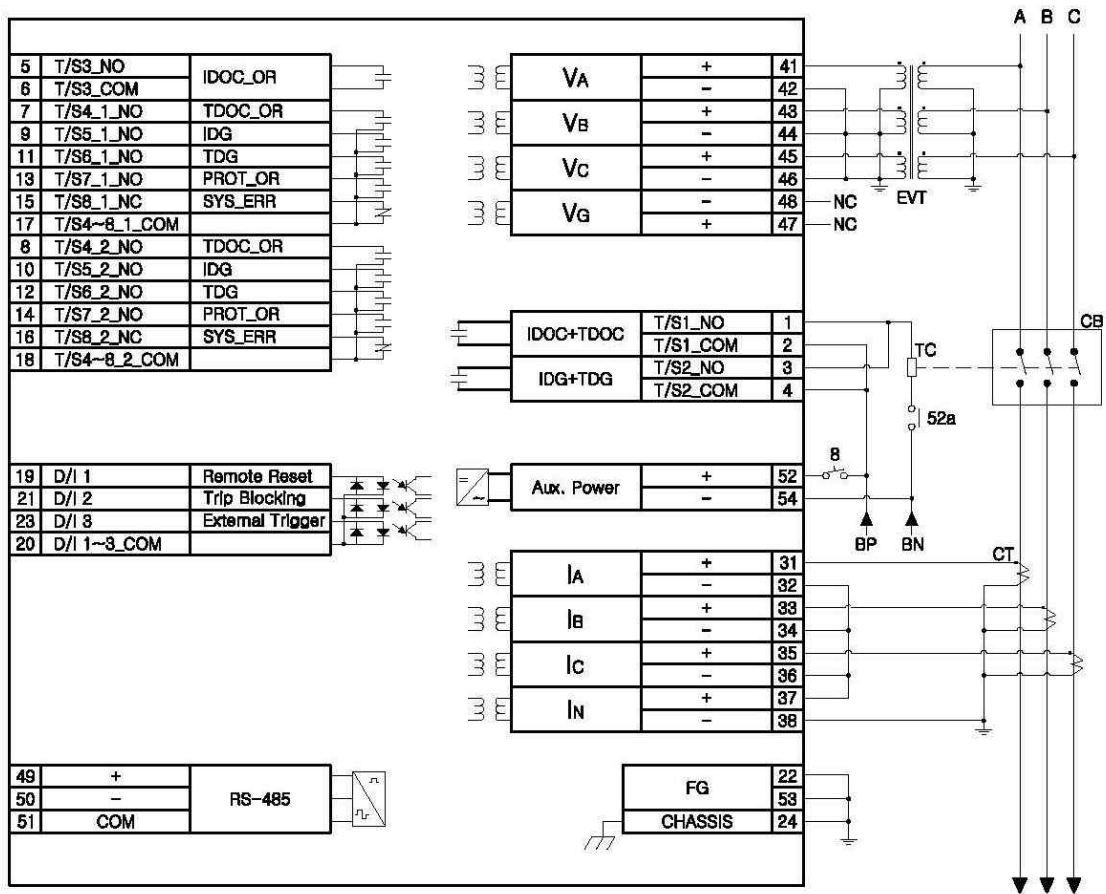 A B C
5 T/S3_NO IDOC_OR
6 T/S3_COM
7 T/S4_1_NO TDOC_OR
9 T/S5_1_NO IDG
11 T/S6_1_NO TDG
13 T/S7_1_NO PROT_OR
15 T/S8_1_NC SYS_ERR
17 T/S4~8_1_COM
8 T/S4_2_NO TDOC_OR
10 T/S5_2_NO IDG
12 T/S6_2_NO TDG
14 T/S7_2_NO PROT_OR
16 T/S8_2_NC SYS_ERR
18 T/S4~8_2_COM
19 D/I 1 Remote Reset
21 D/I 2 Trip Blocking
23 D/I 3 External Trigger
20 D/I 1~3_COM
49 + RS-485
50 -
51 COM
VA + 41
- 42
VB + 43
- 44
VC + 45
- 46
VG - 48 NC
+ 47 NC
EVT
IDOC+TDOC T/S1_NO 1
T/S1_COM 2
IDG+TDG T/S2_NO 3
T/S2_COM 4
TC
CB
52a
8
Aux. Power + 52
- 54
BP BN
CT
IA + 31
- 32
IB + 33
- 34
IC + 35
- 36
IN + 37
- 38
FG 22
53
CHASSIS 24